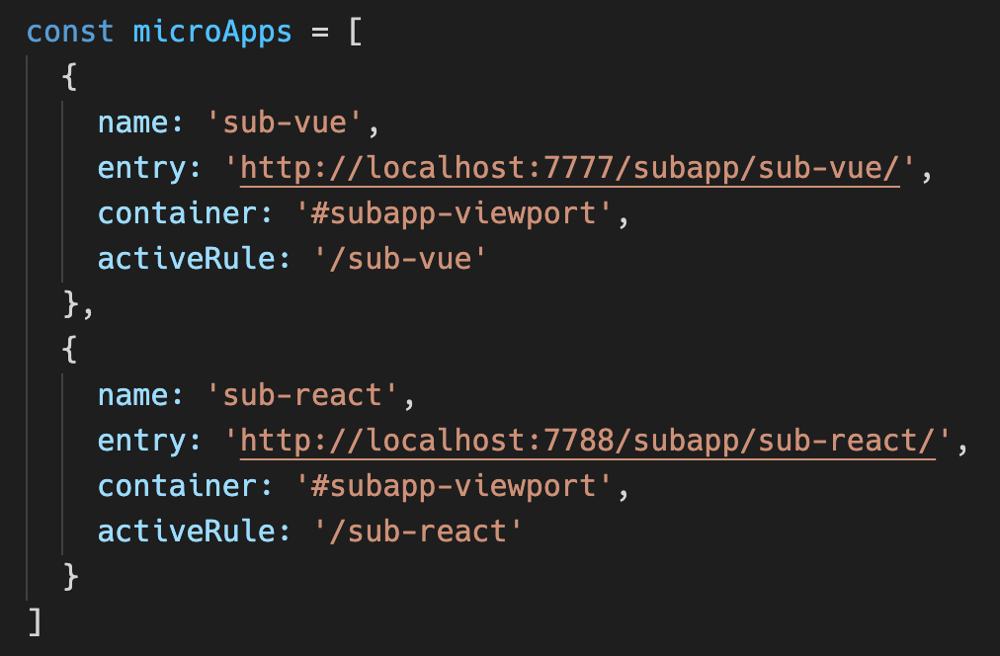 const microApps = [
  {
    name: 'sub-vue',
    entry: 'http://localhost:7777/subapp/sub-vue/',
    container: '#subapp-viewport',
    activeRule: '/sub-vue'
  },
  {
    name: 'sub-react',
    entry: 'http://localhost:7788/subapp/sub-react/',
    container: '#subapp-viewport',
    activeRule: '/sub-react'
  }
]